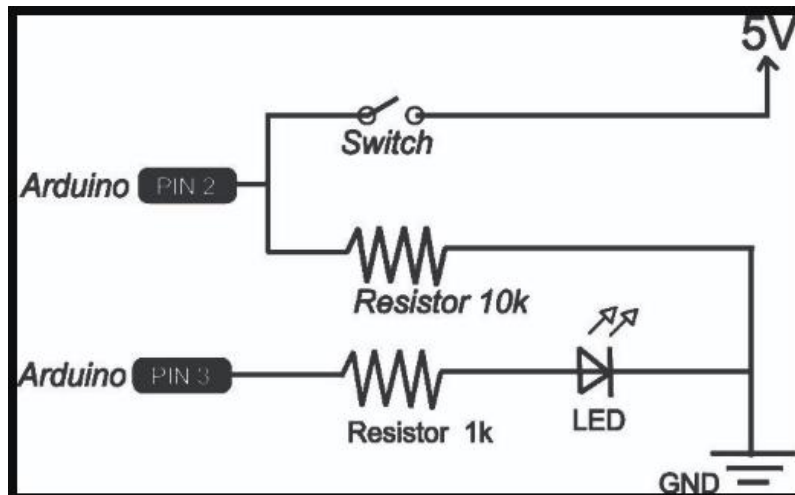 5V
Switch
Arduino PIN 2
Resistor 10k
Arduino PIN 3
Resistor 1k
LED
GND